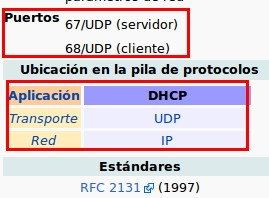 Puertos 67/UDP (servidor)
68/UDP (cliente)
Ubicación en la pila de protocolos
Aplicación DHCP
Transporte UDP
Red IP
Estándares
RFC 2131 (1997)